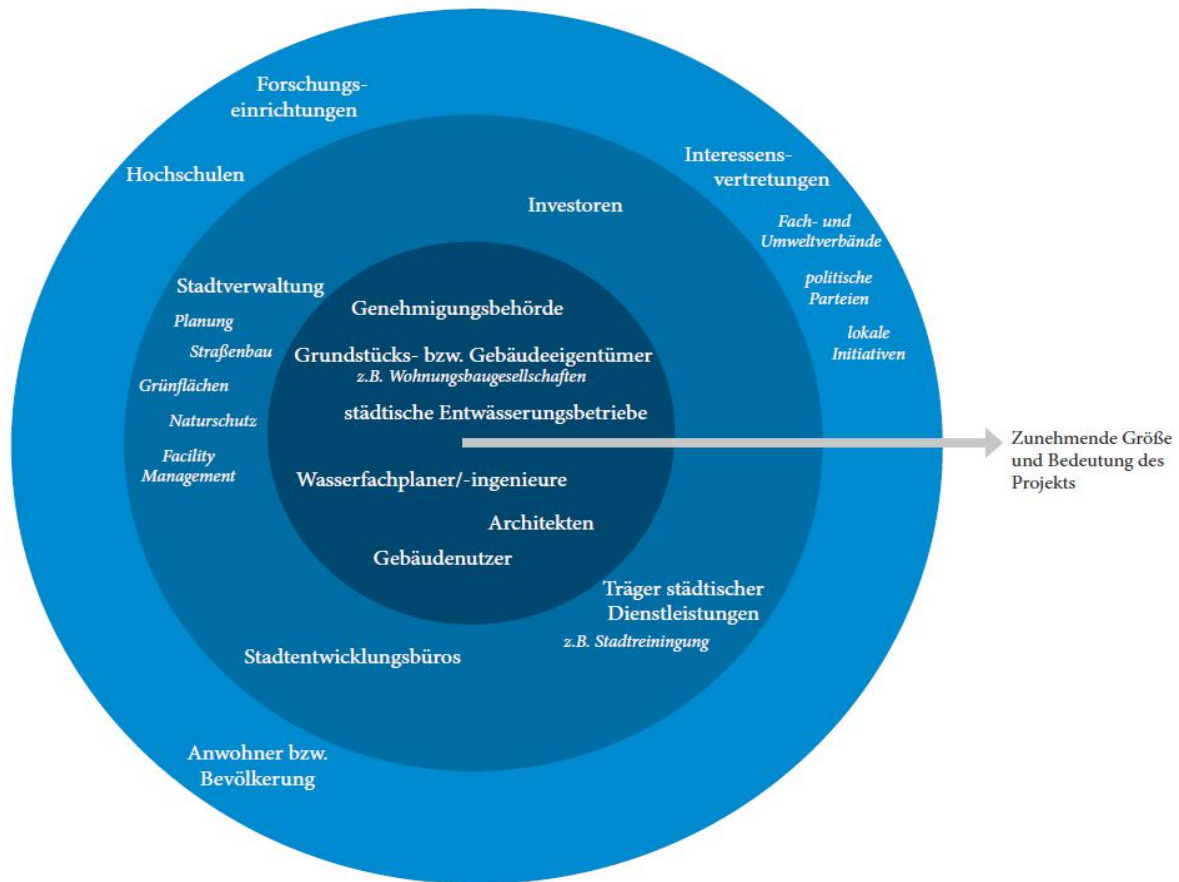 Forschungs-
einrichtungen
Hochschulen
Interessens-
vertretungen
Fach- und
Umweltverbände
politische
Parteien
lokale
Initiativen
Investoren
Stadtverwaltung
Planung
Straßenbau
Grünflächen
Naturschutz
Facility
Management
Genehmigungsbehörde
Grundstücks- bzw. Gebäudeeigentümer
z.B. Wohnungsbaugesellschaften
städtische Entwässerungsbetriebe
Wasserfachplaner/-ingenieure
Architekten
Gebäudenutzer
Zunehmende Größe
und Bedeutung des
Projekts
Träger städtischer
Dienstleistungen
z.B. Stadtreiningung
Stadtentwicklungsbüros
Anwohner bzw.
Bevölkerung